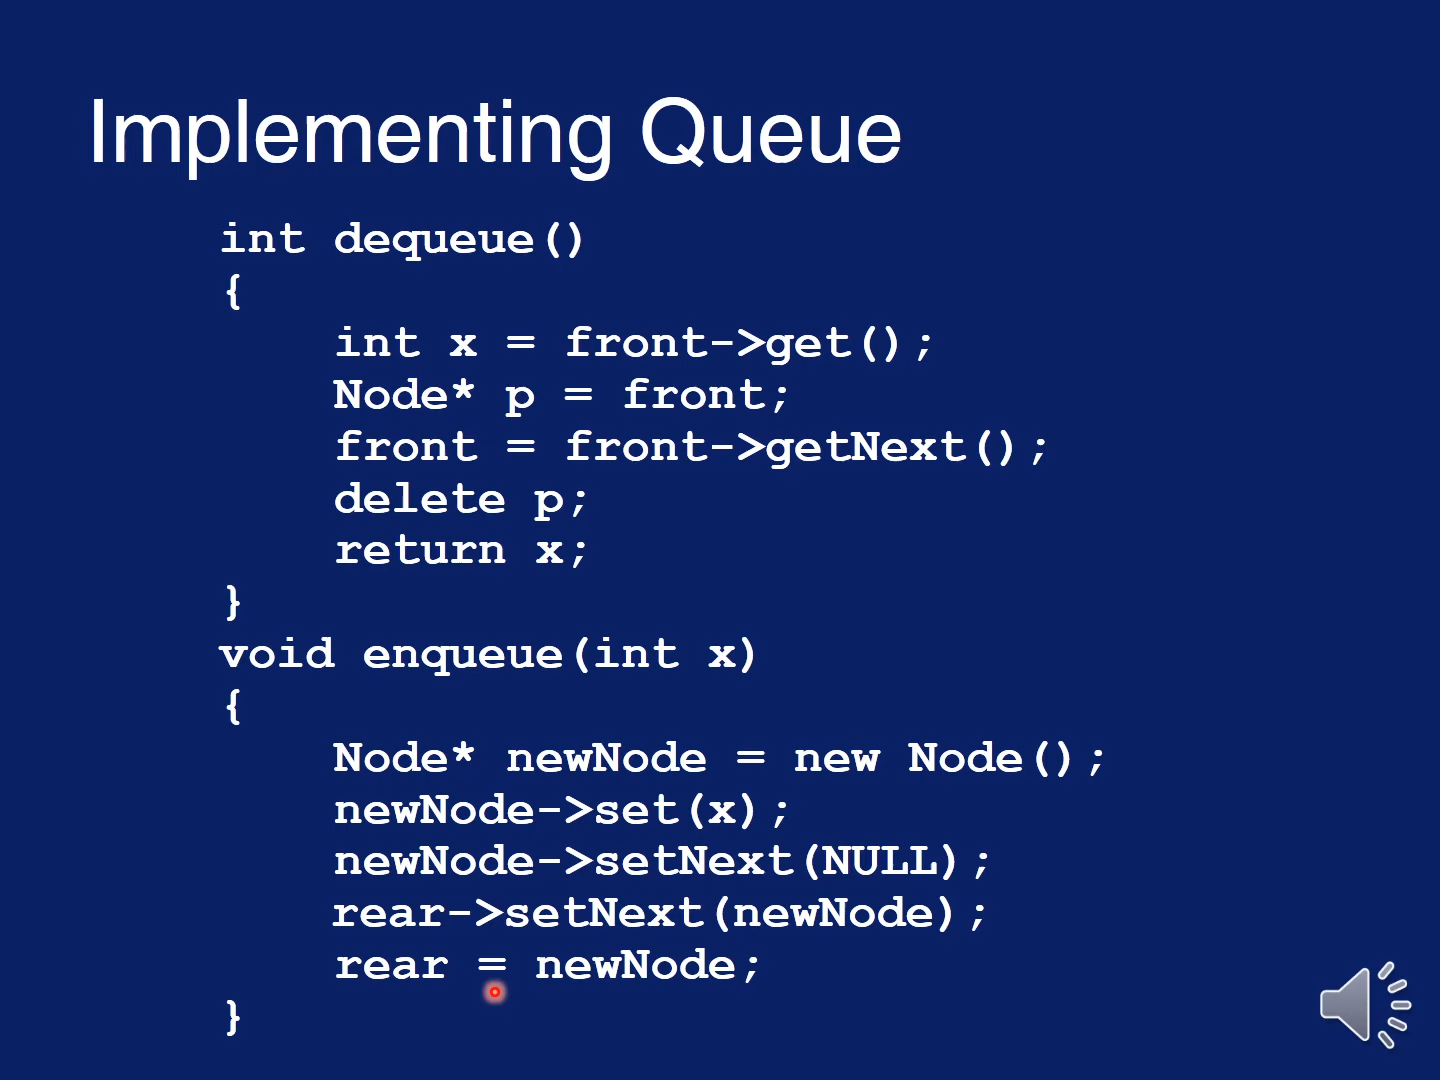 Implementing Queue
int dequeue()
{
int x = front->get();
Node* p = front;
front = front->getNext();
delete p;
return x;
}
void enqueue(int x)
{
Node* newNode = new Node();
newNode->set(x);
newNode->setNext(NULL);
rear->setNext(newNode);
rear = newNode;
}